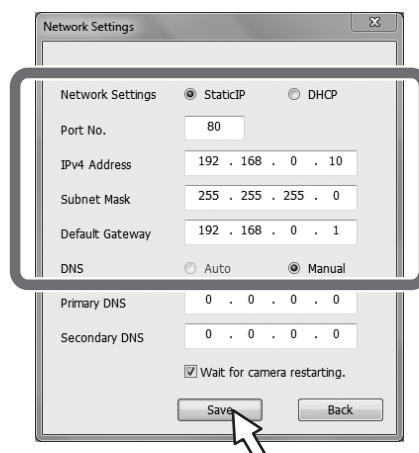 Network Settings
Network Settings StaticIP DHCP
Port No. 80
IPv4 Address 192 . 168 . 0 . 10
Subnet Mask 255 . 255 . 255 . 0
Default Gateway 192 . 168 . 0 . 1
DNS Auto Manual
Primary DNS 0 . 0 . 0 . 0
Secondary DNS 0 . 0 . 0 . 0
Wait for camera restarting.
Save Back